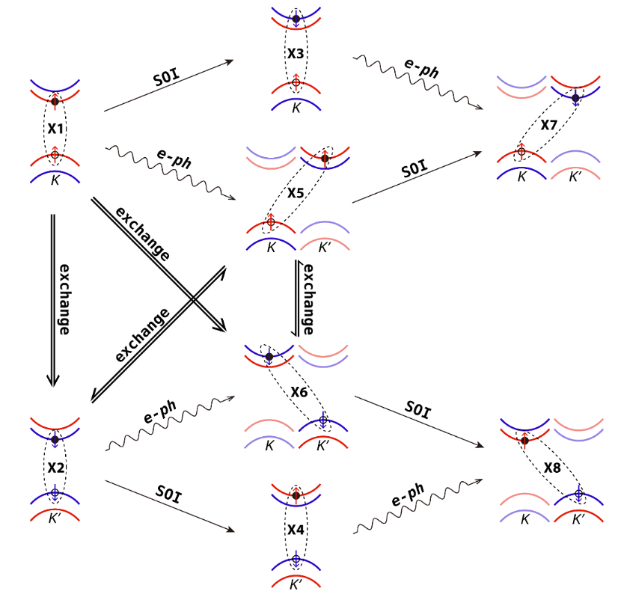 X3
K
SOI
e-ph
X1
K
e-ph
X7
K K′
SOI
X5
K K′
exchange
exchange
exchange
exchange
X6
K K′
e-ph
SOI
X2
K′
SOI
X8
K K′
e-ph
X4
K′